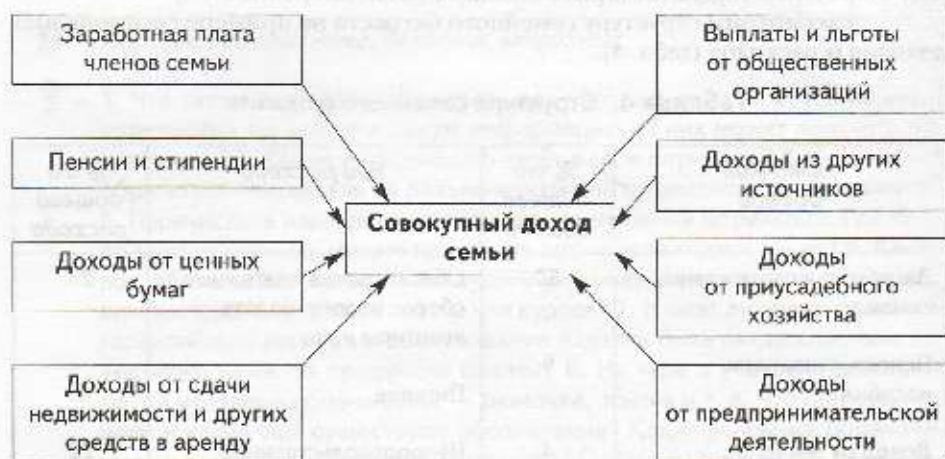 Заработная плата
членов семьи
Пенсии и стипендии
Доходы от ценных
бумаг
Доходы от сдачи
недвижимости и других
средств в аренду
Совокупный доход
семьи
Выплаты и льготы
от общественных
организаций
Доходы из других
источников
Доходы
от приусадебного
хозяйства
Доходы
от предпринимательской
деятельности